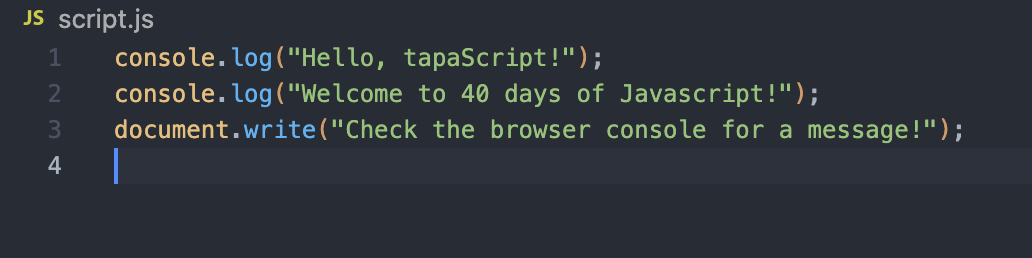 JS script.js
1 console.log("Hello, tapaScript!");
2 console.log("Welcome to 40 days of Javascript!");
3 document.write("Check the browser console for a message!");
4